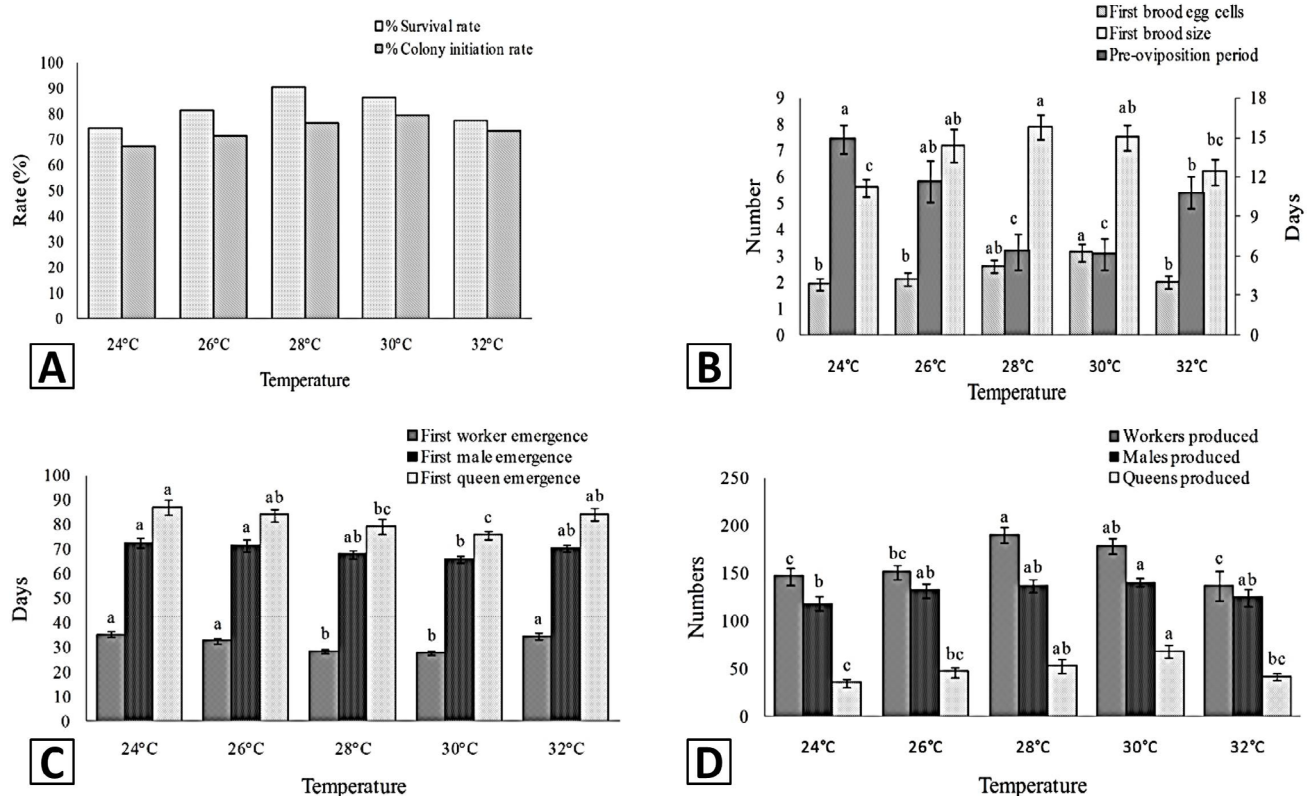 % Survival rate
% Colony initiation rate
100
90
80
70
60
50
40
30
20
10
0
Rate (%)
24°C 26°C 28°C 30°C 32°C
Temperature
A
First brood egg cells
First brood size
Pre-oviposition period
9
8
7
6
5
4
3
2
1
0
Number
18
15
12
9
6
3
0
Days
b a c
b ab ab
ab c a
a c ab
b b bc
24°C 26°C 28°C 30°C 32°C
Temperature
B
First worker emergence
First male emergence
First queen emergence
100
90
80
70
60
50
40
30
20
10
0
Days
a a a
a a ab
b ab bc
b b c
a ab ab
24°C 26°C 28°C 30°C 32°C
Temperature
C
Workers produced
Males produced
Queens produced
250
200
150
100
50
0
Numbers
c b c
bc ab bc
a ab ab
ab a a
c ab bc
24°C 26°C 28°C 30°C 32°C
Temperature
D